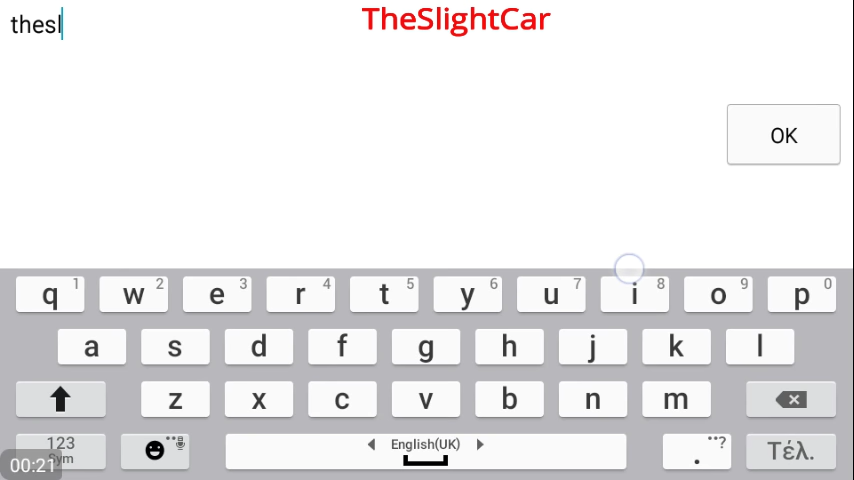 thesl
TheSlightCar
OK
q 1 w 2 e 3 r 4 t 5 y 6 u 7 i 8 o 9 p 0
a s d f g h j k l
z x c v b n m
123 Sym English(UK) . ..? Τέλ.
00:21